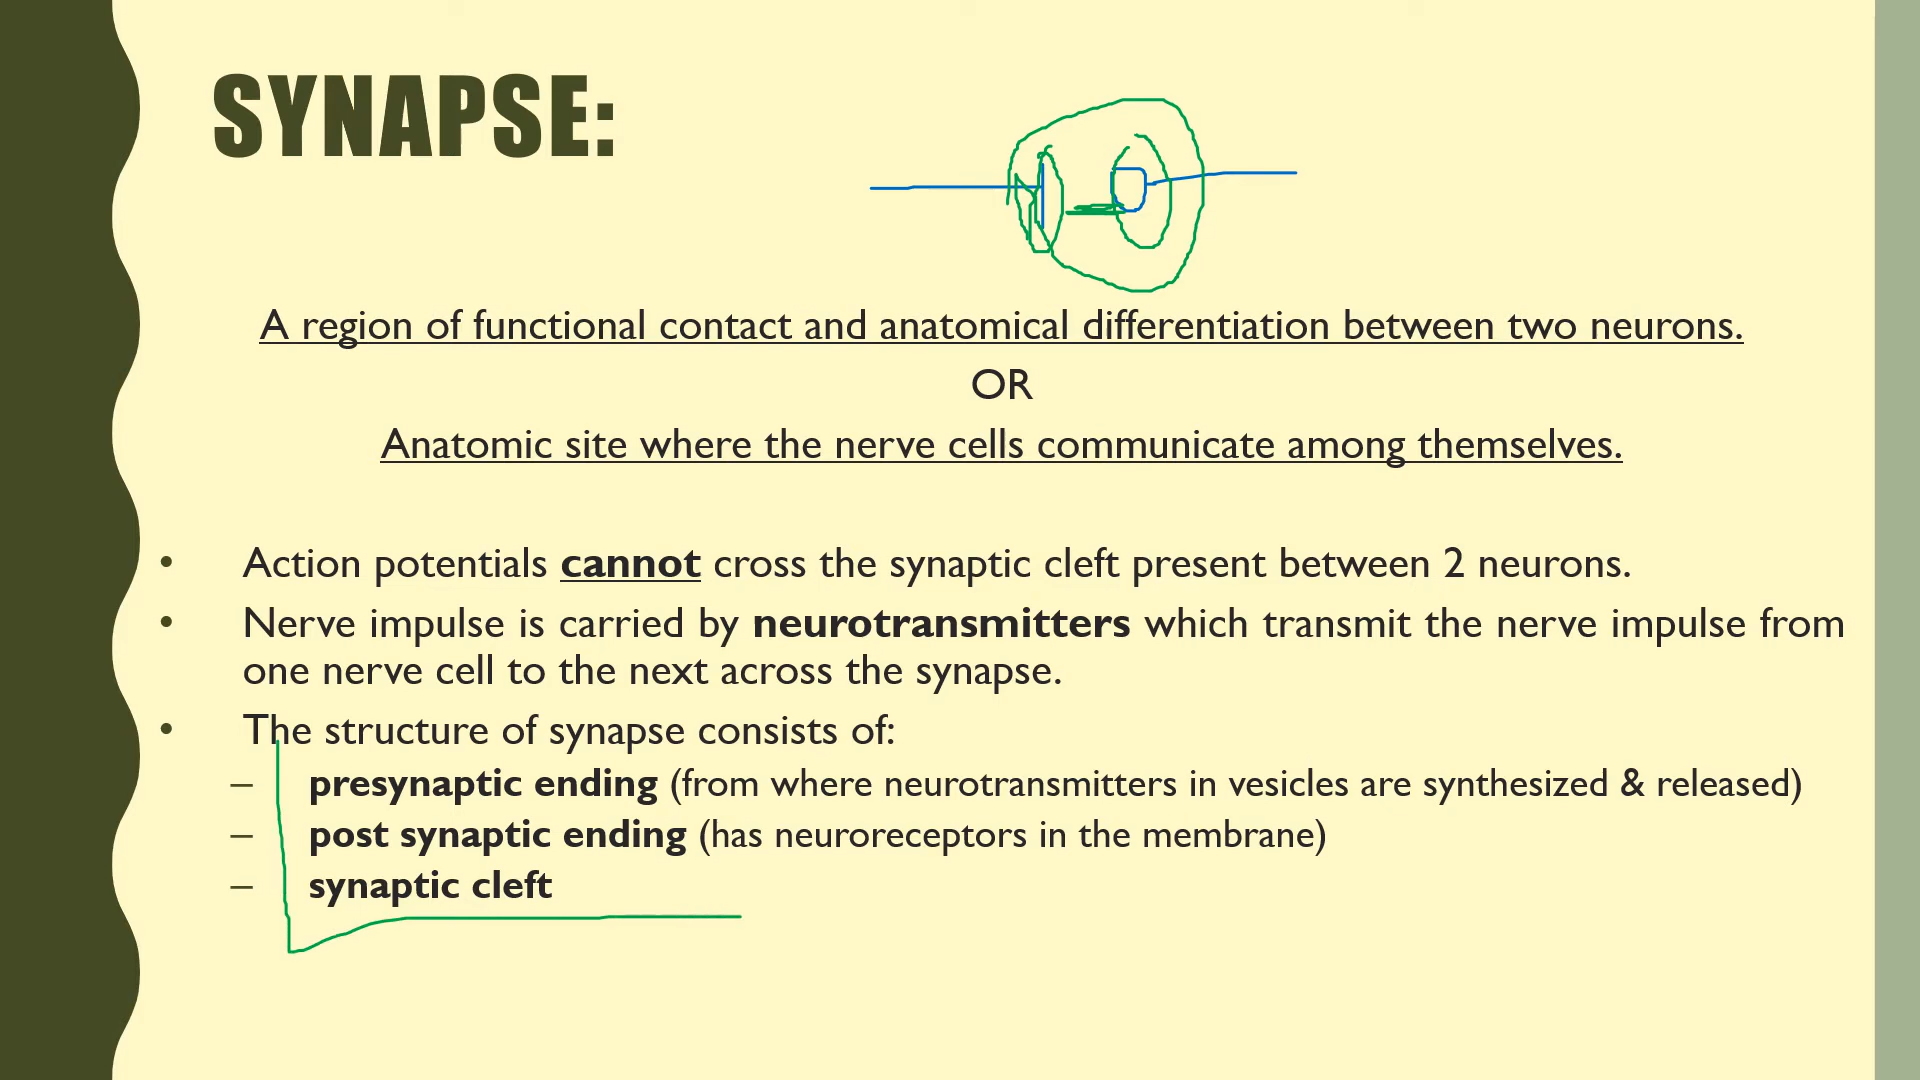 SYNAPSE:
A region of functional contact and anatomical differentiation between two neurons.
OR
Anatomic site where the nerve cells communicate among themselves.
• Action potentials cannot cross the synaptic cleft present between 2 neurons.
• Nerve impulse is carried by neurotransmitters which transmit the nerve impulse from
one nerve cell to the next across the synapse.
• The structure of synapse consists of:
– presynaptic ending (from where neurotransmitters in vesicles are synthesized & released)
– post synaptic ending (has neuroreceptors in the membrane)
– synaptic cleft